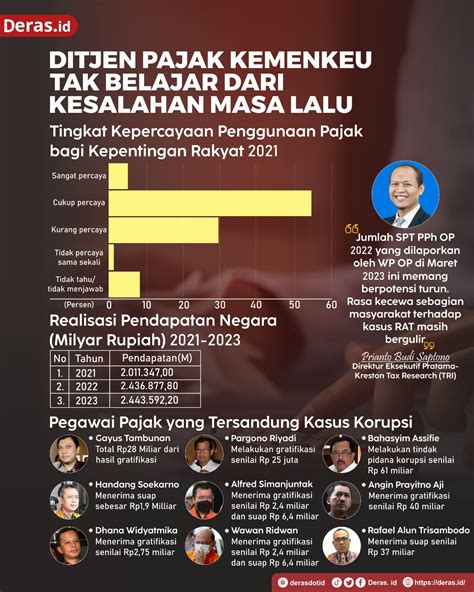 Deras.id
DITJEN PAJAK KEMENKEU
TAK BELAJAR DARI
KESALAHAN MASA LALU
Tingkat Kepercayaan Penggunaan Pajak
bagi Kepentingan Rakyat 2021
Sangat percaya
Cukup percaya
Kurang percaya
Tidak percaya
sama sekali
Tidak tahu/
tidak menjawab
(Persen) 0 10 20 30 40 50 60
Jumlah SPT PPh OP
2022 yang dilaporkan
oleh WP OP di Maret
2023 ini memang
berpotensi turun.
Rasa kecewa sebagian
masyarakat terhadap
kasus RAT masih
bergulir
Prianto Budi Saptono
Direktur Eksekutif Pratama-
Kreston Tax Research (TRI)
Realisasi Pendapatan Negara
(Milyar Rupiah) 2021-2023
No Tahun Pendapatan(M)
1. 2021 2.011.347,00
2. 2022 2.436.877,80
3. 2023 2.443.592,20
Pegawai Pajak yang Tersandung Kasus Korupsi
Gayus Tambunan
Total Rp28 Miliar dari
hasil gratifikasi
Pargono Riyadi
Melakukan gratifikasi
senilai Rp 25 juta
Bahasyim Assifie
Melakukan tindak
pidana korupsi senilai
Rp 61 miliar
Handang Soekarno
Menerima suap
sebesar Rp1,9 Milliar
Alfred Simanjuntak
Menerima gratifikasi
senilai Rp 2,4 miliar
dan suap Rp 6,4 miliar
Angin Prayitno Aji
Menerima gratifikasi
senilai Rp 40 miliar
Dhana Widyatmika
Menerima gratifikasi
senilai Rp2,75 miliar
Wawan Ridwan
Menerima gratifikasi
senilai Rp 2,4 miliar
dan suap Rp 6,4 miliar
Rafael Alun Trisambodo
Menerima suap senilai
Rp 37 miliar
derasdotid
Deras. id
https://deras.id/